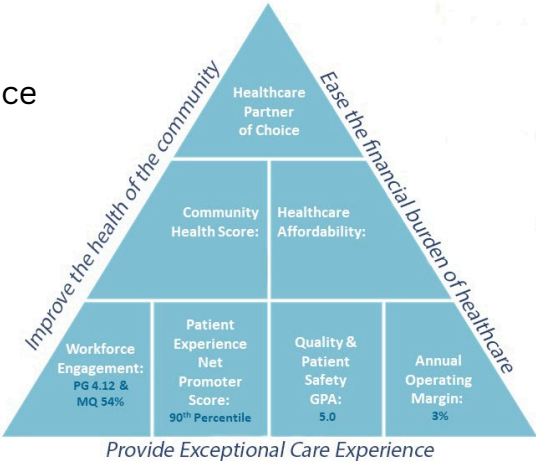 ce
Improve the health of the community
Ease the financial burden of healthcare
Healthcare
Partner
of Choice
Community
Health Score:
Healthcare
Affordability:
Workforce
Engagement:
PG 4.12 &
MQ 54%
Patient
Experience
Net
Promoter
Score:
90th Percentile
Quality &
Patient
Safety
GPA:
5.0
Annual
Operating
Margin:
3%
Provide Exceptional Care Experience